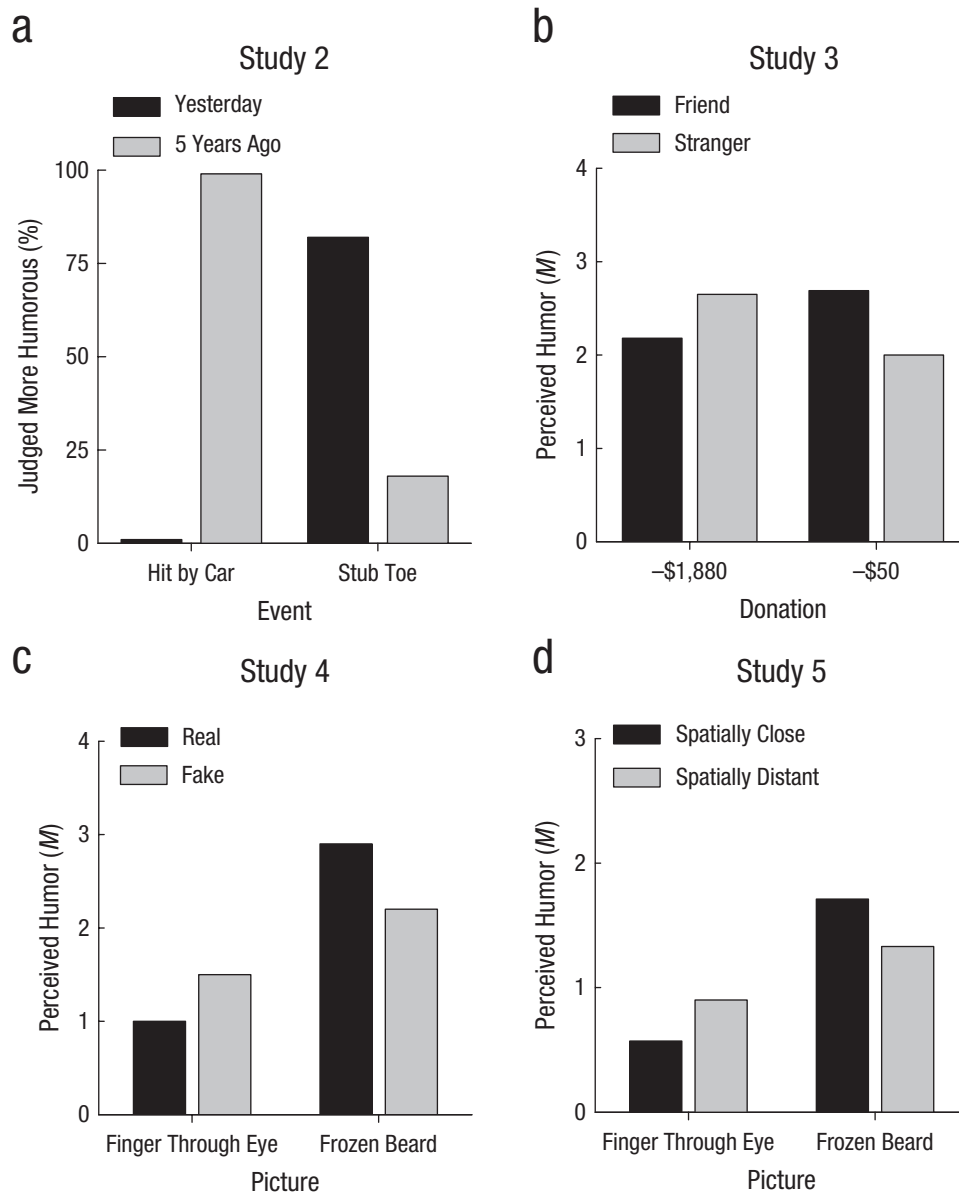 a
Study 2
Yesterday
5 Years Ago
Judged More Humorous (%)
100
75
50
25
0
Hit by Car
Stub Toe
Event
b
Study 3
Friend
Stranger
Perceived Humor (M)
4
3
2
1
0
–$1,880
–$50
Donation
c
Study 4
Real
Fake
Perceived Humor (M)
4
3
2
1
0
Finger Through Eye
Frozen Beard
Picture
d
Study 5
Spatially Close
Spatially Distant
Perceived Humor (M)
3
2
1
0
Finger Through Eye
Frozen Beard
Picture